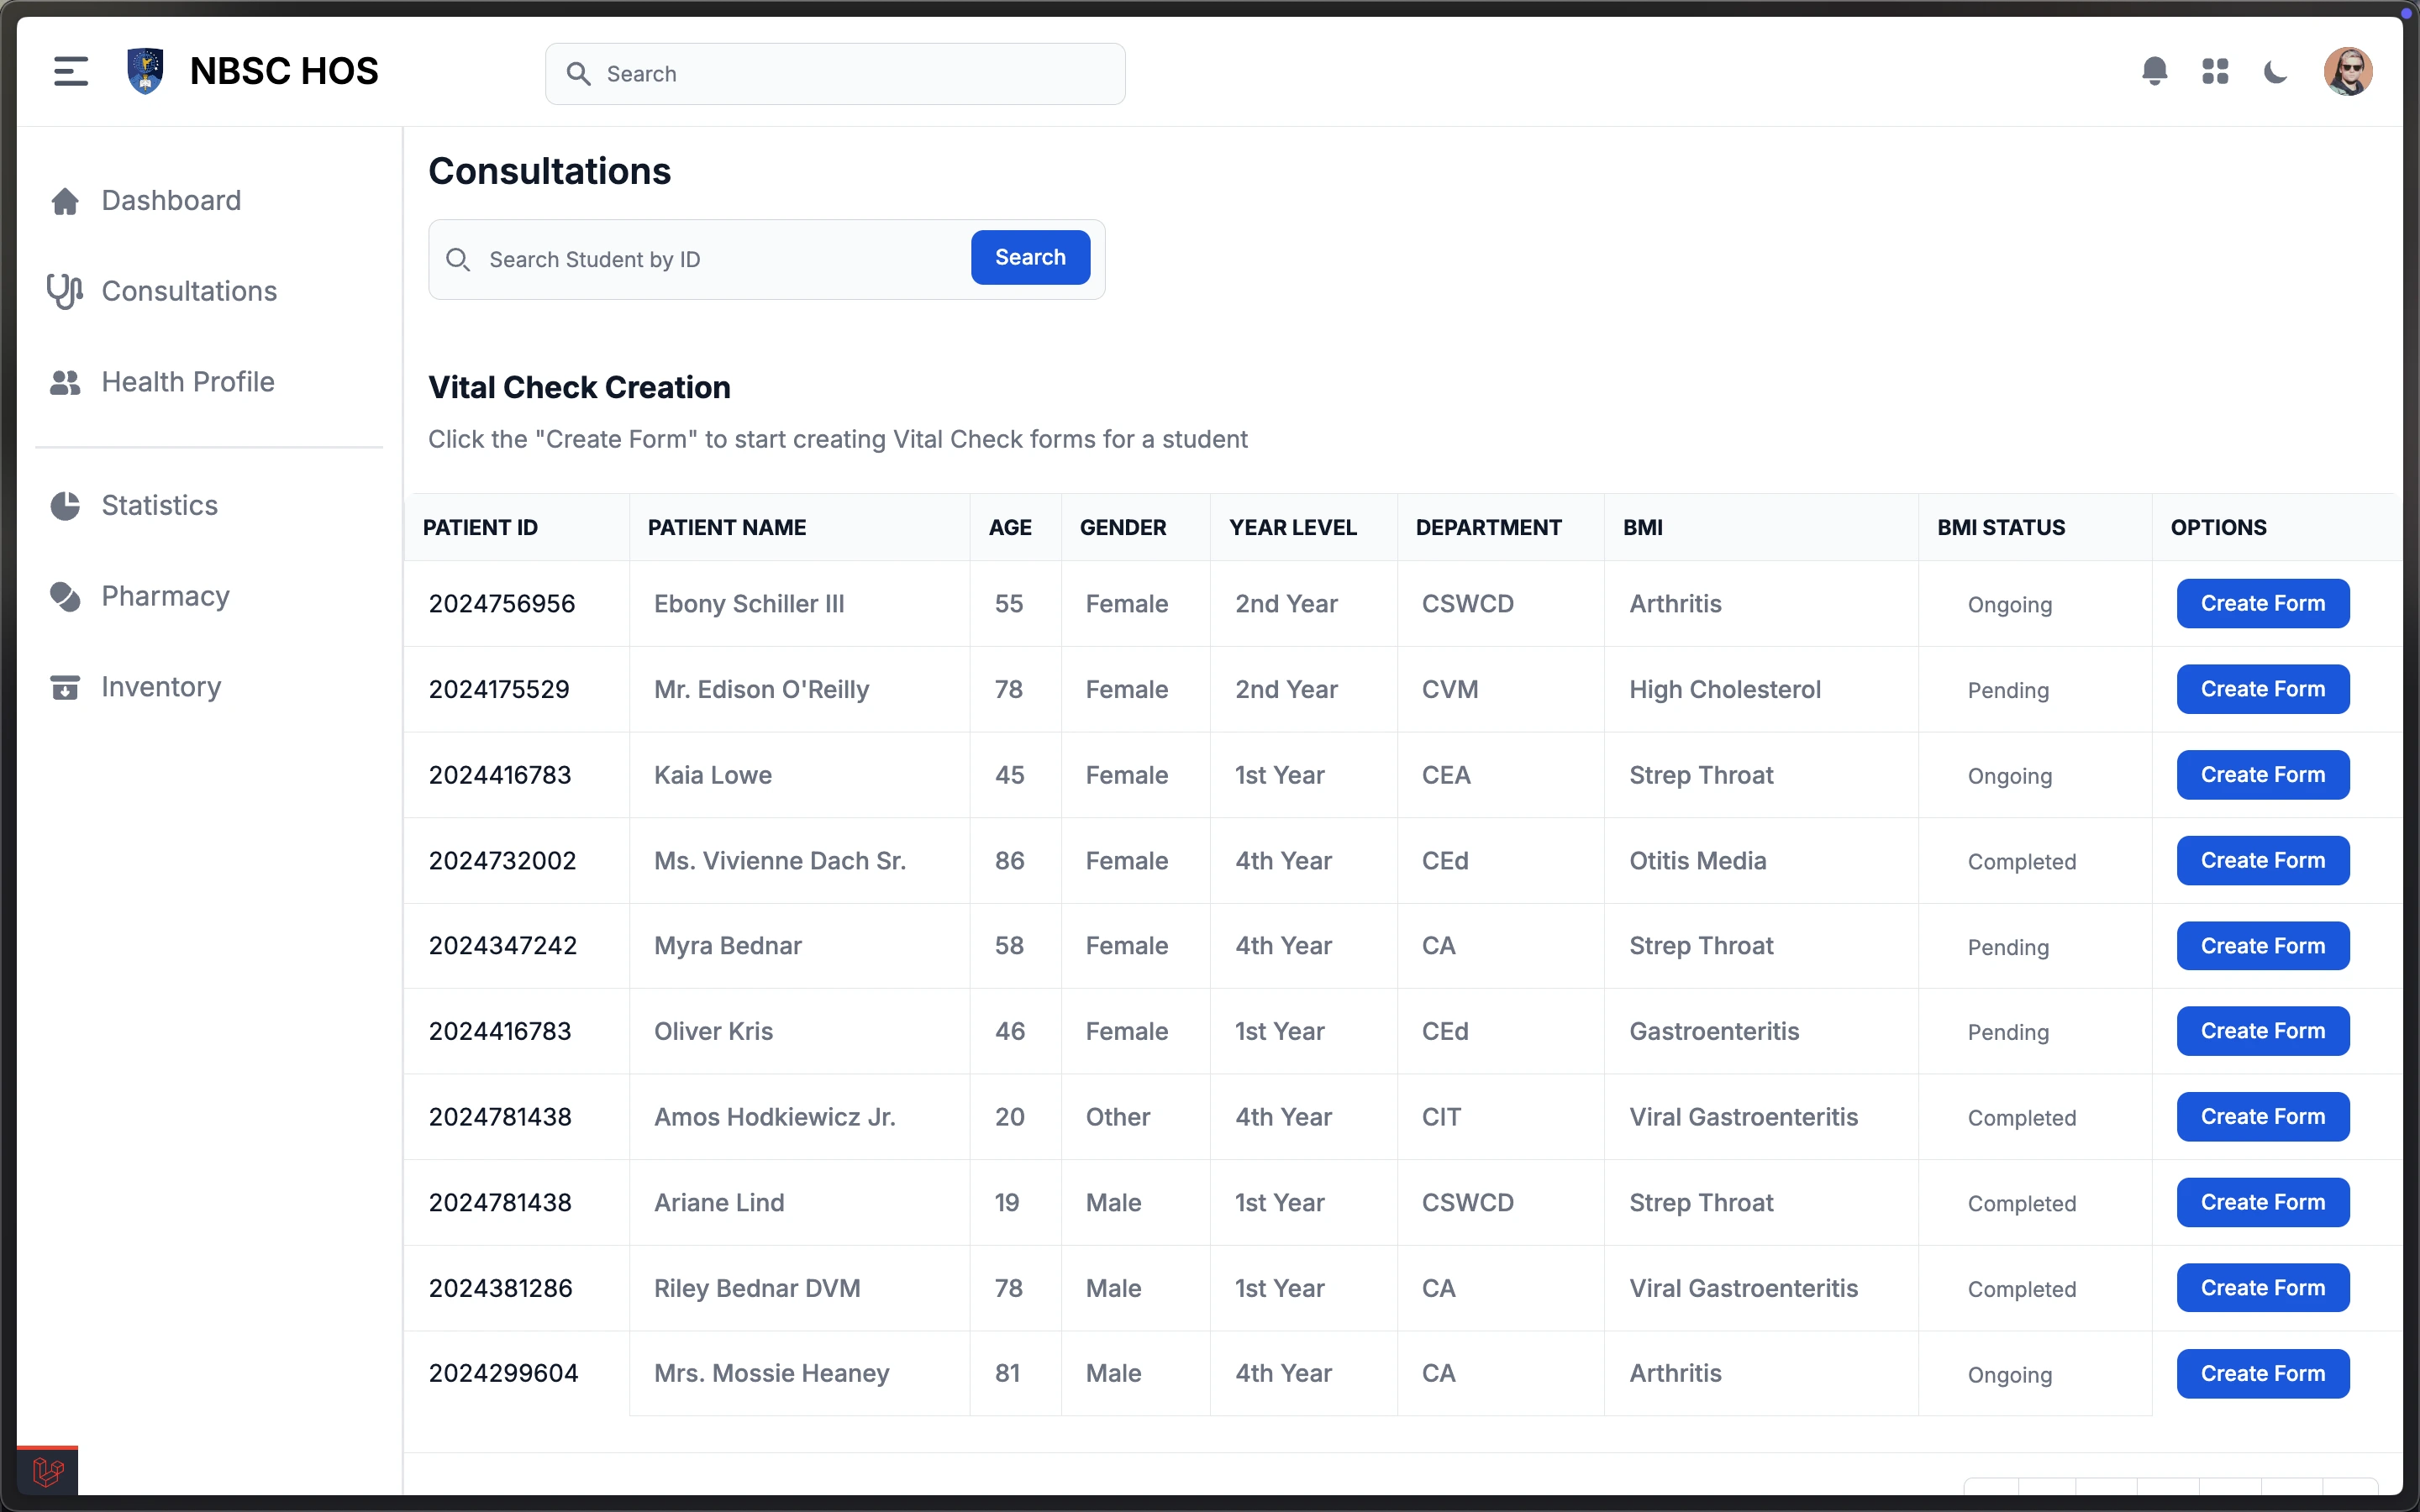 NBSC HOS
Search
Dashboard
Consultations
Health Profile
Statistics
Pharmacy
Inventory
Consultations
Search Student by ID
Search
Vital Check Creation
Click the "Create Form" to start creating Vital Check forms for a student
PATIENT ID PATIENT NAME AGE GENDER YEAR LEVEL DEPARTMENT BMI BMI STATUS OPTIONS
2024756956 Ebony Schiller III 55 Female 2nd Year CSWCD Arthritis Ongoing Create Form
2024175529 Mr. Edison O'Reilly 78 Female 2nd Year CVM High Cholesterol Pending Create Form
2024416783 Kaia Lowe 45 Female 1st Year CEA Strep Throat Ongoing Create Form
2024732002 Ms. Vivienne Dach Sr. 86 Female 4th Year CEd Otitis Media Completed Create Form
2024347242 Myra Bednar 58 Female 4th Year CA Strep Throat Pending Create Form
2024416783 Oliver Kris 46 Female 1st Year CEd Gastroenteritis Pending Create Form
2024781438 Amos Hodkiewicz Jr. 20 Other 4th Year CIT Viral Gastroenteritis Completed Create Form
2024781438 Ariane Lind 19 Male 1st Year CSWCD Strep Throat Completed Create Form
2024381286 Riley Bednar DVM 78 Male 1st Year CA Viral Gastroenteritis Completed Create Form
2024299604 Mrs. Mossie Heaney 81 Male 4th Year CA Arthritis Ongoing Create Form